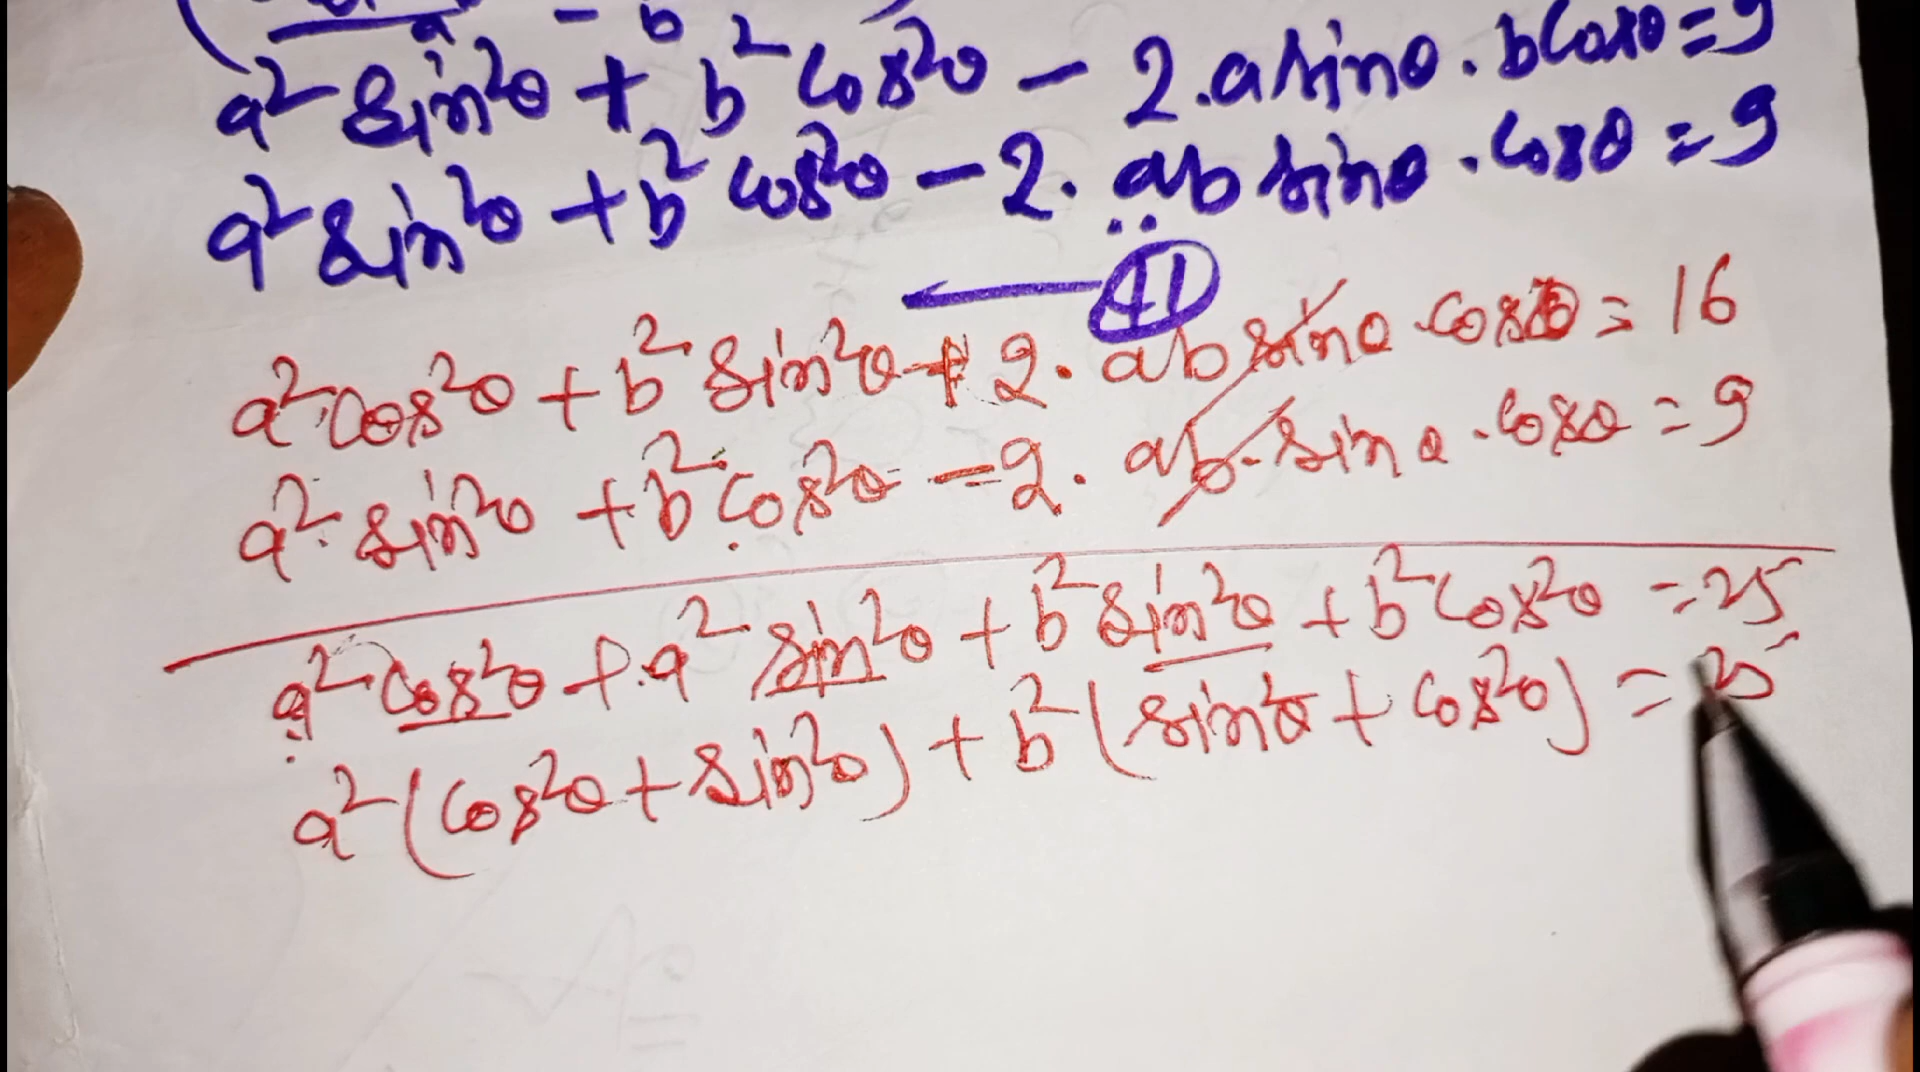 - b
a² sin²θ + b² cos²θ - 2.a sinθ . b cosθ = 9
a² sin²θ + b² cos²θ - 2. ab sinθ . cosθ = 9
II
a² cos²θ + b² sin²θ + 2. ab sinθ . cosθ = 16
a² sin²θ + b² cos²θ - 2. ab. sinθ . cosθ = 9
a² cos²θ + a² sin²θ + b² sin²θ + b² cos²θ = 25
a² (cos²θ + sin²θ) + b² (sin²θ + cos²θ) = 25